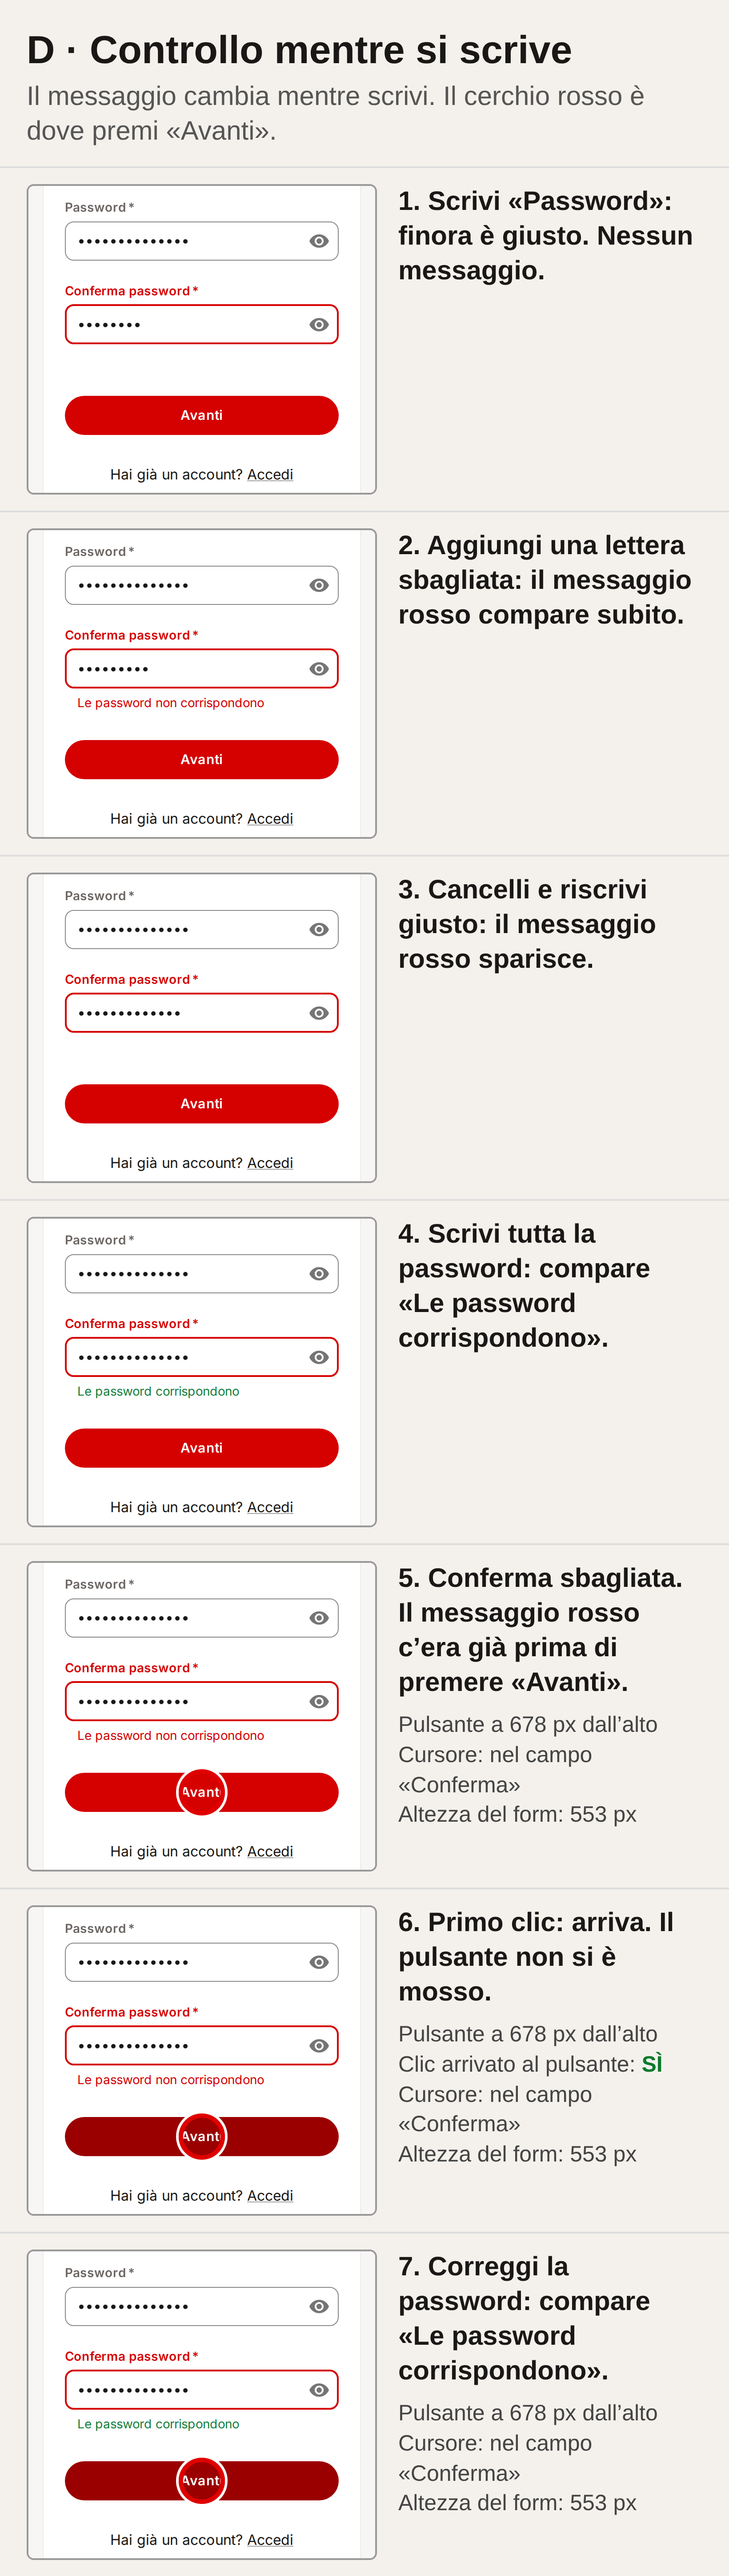 D · Controllo mentre si scrive
Il messaggio cambia mentre scrivi. Il cerchio rosso è
dove premi «Avanti».
Password *
Conferma password *
Avanti
Hai già un account? Accedi
1. Scrivi «Password»:
finora è giusto. Nessun
messaggio.
Password *
Conferma password *
Le password non corrispondono
Avanti
Hai già un account? Accedi
2. Aggiungi una lettera
sbagliata: il messaggio
rosso compare subito.
Password *
Conferma password *
Avanti
Hai già un account? Accedi
3. Cancelli e riscrivi
giusto: il messaggio
rosso sparisce.
Password *
Conferma password *
Le password corrispondono
Avanti
Hai già un account? Accedi
4. Scrivi tutta la
password: compare
«Le password
corrispondono».
Password *
Conferma password *
Le password non corrispondono
Avanti
Hai già un account? Accedi
5. Conferma sbagliata.
Il messaggio rosso
c’era già prima di
premere «Avanti».
Pulsante a 678 px dall’alto
Cursore: nel campo
«Conferma»
Altezza del form: 553 px
Password *
Conferma password *
Le password non corrispondono
Avanti
Hai già un account? Accedi
6. Primo clic: arriva. Il
pulsante non si è
mosso.
Pulsante a 678 px dall’alto
Clic arrivato al pulsante: SÌ
Cursore: nel campo
«Conferma»
Altezza del form: 553 px
Password *
Conferma password *
Le password corrispondono
Avanti
Hai già un account? Accedi
7. Correggi la
password: compare
«Le password
corrispondono».
Pulsante a 678 px dall’alto
Cursore: nel campo
«Conferma»
Altezza del form: 553 px